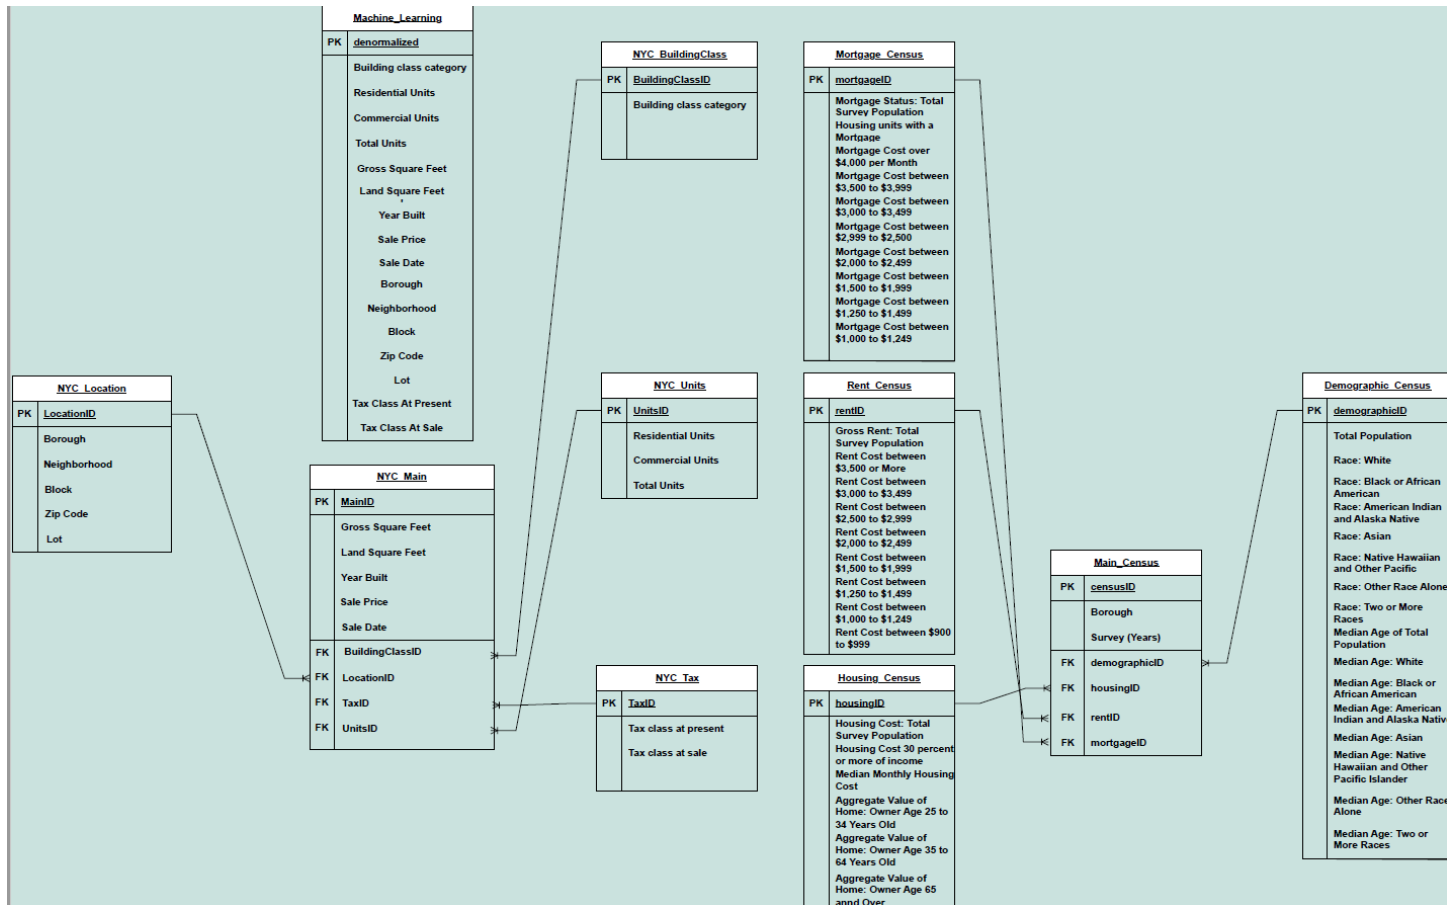 Machine_Learning
PK denormalized
Building class category
Residential Units
Commercial Units
Total Units
Gross Square Feet
Land Square Feet
Year Built
Sale Price
Sale Date
Borough
Neighborhood
Block
Zip Code
Lot
Tax Class At Present
Tax Class At Sale
NYC_Location
PK LocationID
Borough
Neighborhood
Block
Zip Code
Lot
NYC_Main
PK MainID
Gross Square Feet
Land Square Feet
Year Built
Sale Price
Sale Date
FK BuildingClassID
FK LocationID
FK TaxID
FK UnitsID
NYC_BuildingClass
PK BuildingClassID
Building class category
NYC_Units
PK UnitsID
Residential Units
Commercial Units
Total Units
NYC_Tax
PK TaxID
Tax class at present
Tax class at sale
Mortgage_Census
PK mortgageID
Mortgage Status: Total
Survey Population
Housing units with a
Mortgage
Mortgage Cost over
$4,000 per Month
Mortgage Cost between
$3,500 to $3,999
Mortgage Cost between
$3,000 to $3,499
Mortgage Cost between
$2,999 to $2,500
Mortgage Cost between
$2,000 to $2,499
Mortgage Cost between
$1,500 to $1,999
Mortgage Cost between
$1,250 to $1,499
Mortgage Cost between
$1,000 to $1,249
Rent_Census
PK rentID
Gross Rent: Total
Survey Population
Rent Cost between
$3,500 or More
Rent Cost between
$3,000 to $3,499
Rent Cost between
$2,500 to $2,999
Rent Cost between
$2,000 to $2,499
Rent Cost between
$1,500 to $1,999
Rent Cost between
$1,250 to $1,499
Rent Cost between
$1,000 to $1,249
Rent Cost between $900
to $999
Housing_Census
PK housingID
Housing Cost: Total
Survey Population
Housing Cost 30 percent
or more of income
Median Monthly Housing
Cost
Aggregate Value of
Home: Owner Age 25 to
34 Years Old
Aggregate Value of
Home: Owner Age 35 to
64 Years Old
Aggregate Value of
Home: Owner Age 65
annd Over
Main_Census
PK censusID
Borough
Survey (Years)
FK demographicID
FK housingID
FK rentID
FK mortgageID
Demographic_Census
PK demographicID
Total Population
Race: White
Race: Black or African
American
Race: American Indian
and Alaska Native
Race: Asian
Race: Native Hawaiian
and Other Pacific
Race: Other Race Alone
Race: Two or More
Races
Median Age of Total
Population
Median Age: White
Median Age: Black or
African American
Median Age: American
Indian and Alaska Native
Median Age: Asian
Median Age: Native
Hawaiian and Other
Pacific Islander
Median Age: Other Race
Alone
Median Age: Two or
More Races